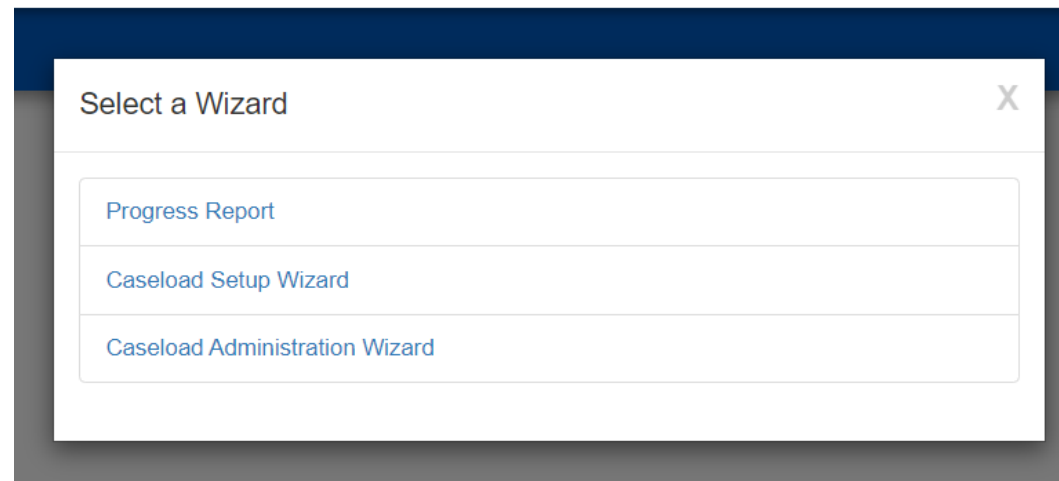 Select a Wizard
X
Progress Report
Caseload Setup Wizard
Caseload Administration Wizard